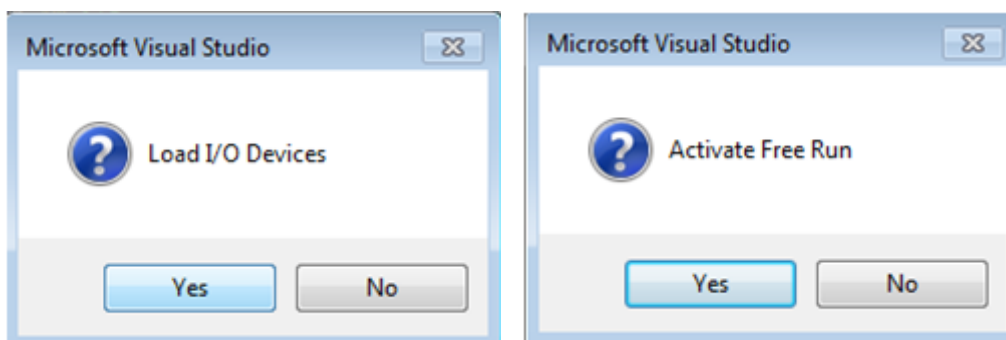 Microsoft Visual Studio
Load I/O Devices
Yes No
Microsoft Visual Studio
Activate Free Run
Yes No